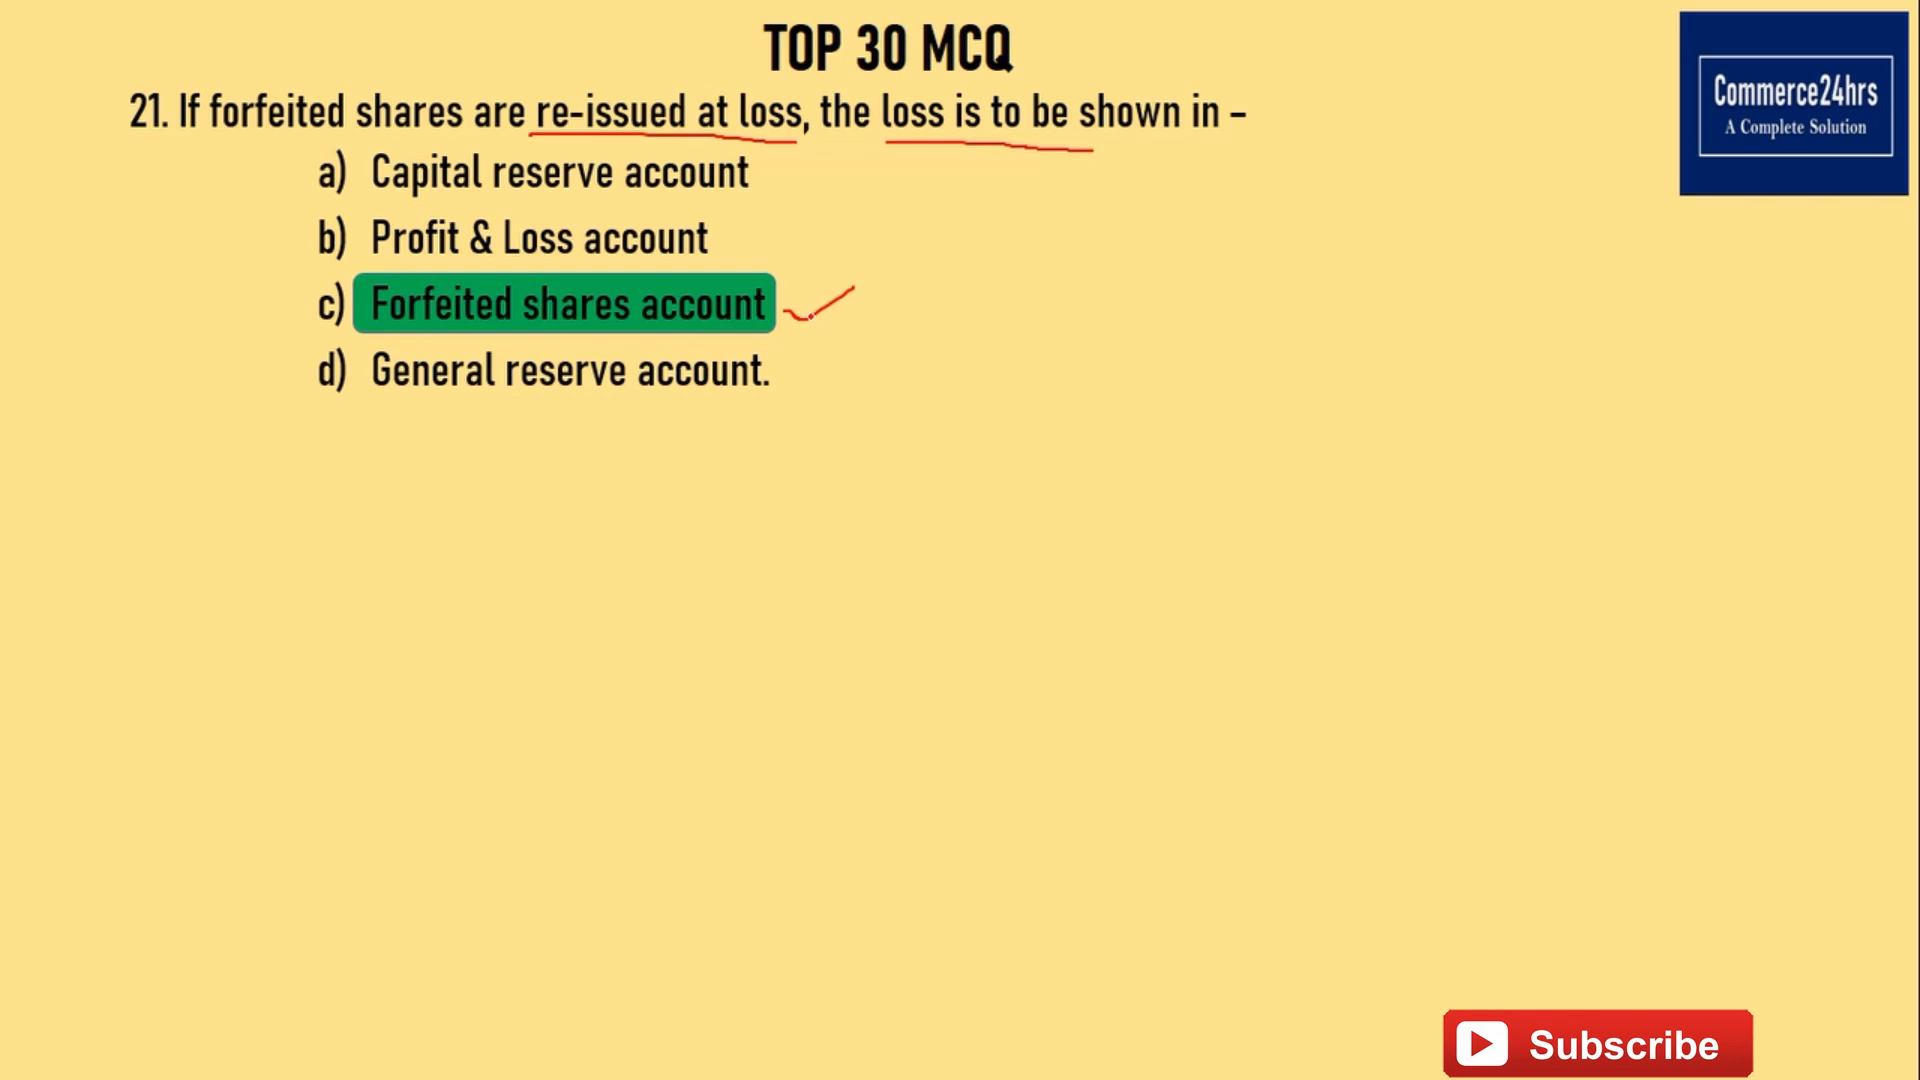 TOP 30 MCQ
Commerce24hrs
A Complete Solution
21. If forfeited shares are re-issued at loss, the loss is to be shown in –
a) Capital reserve account
b) Profit & Loss account
c) Forfeited shares account
d) General reserve account.
Subscribe